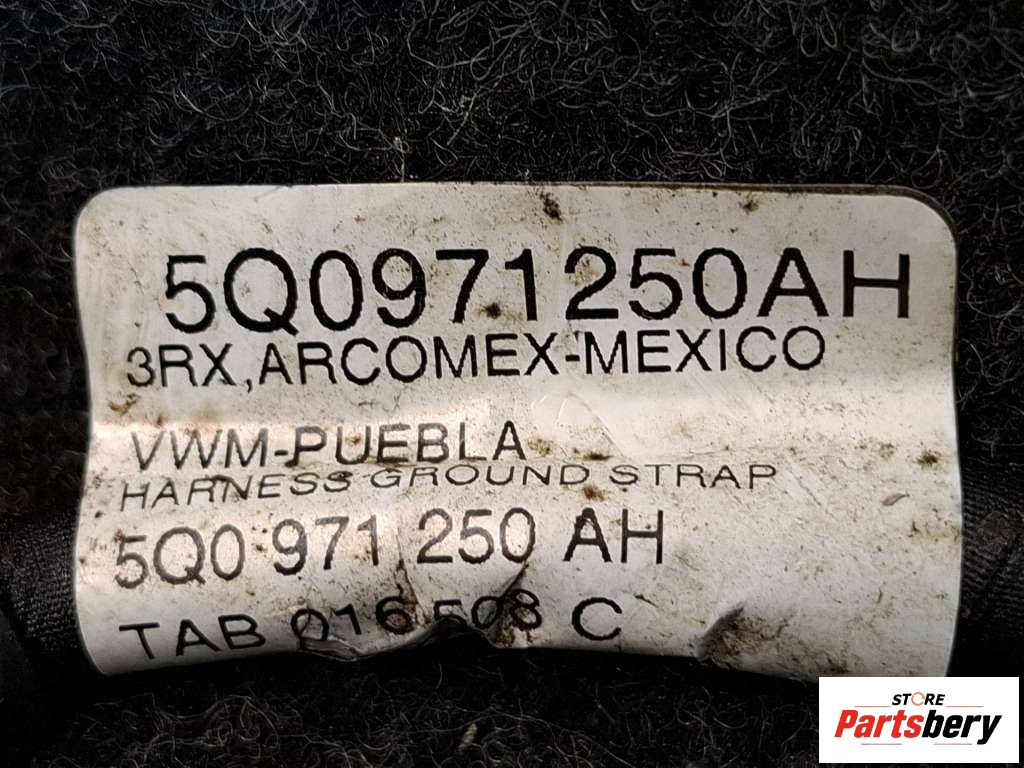 5Q0971250AH
3RX,ARCOMEX-MEXICO
VWM-PUEBLA
HARNESS GROUND STRAP
5Q0 971 250 AH
TAB 016 508 C
STORE
Partsbery